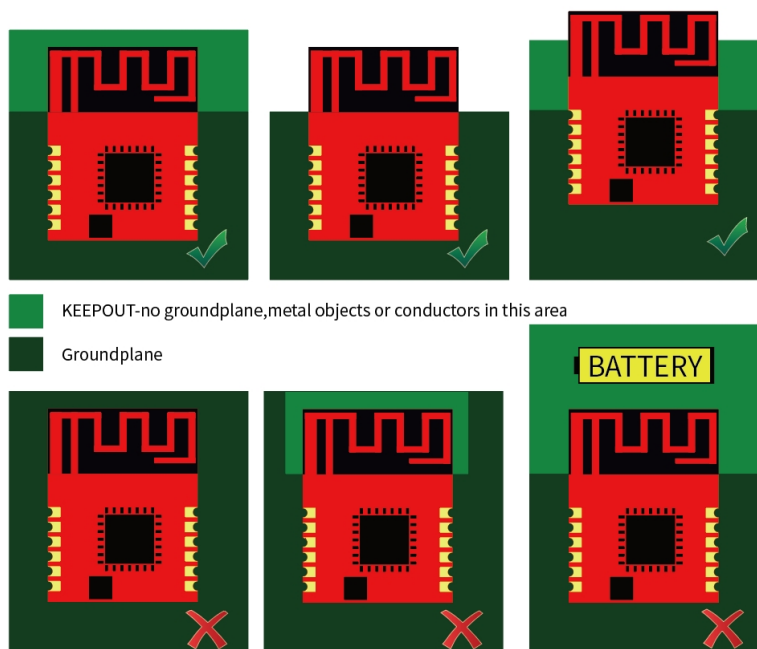 KEEPOUT-no groundplane,metal objects or conductors in this area
Groundplane
BATTERY